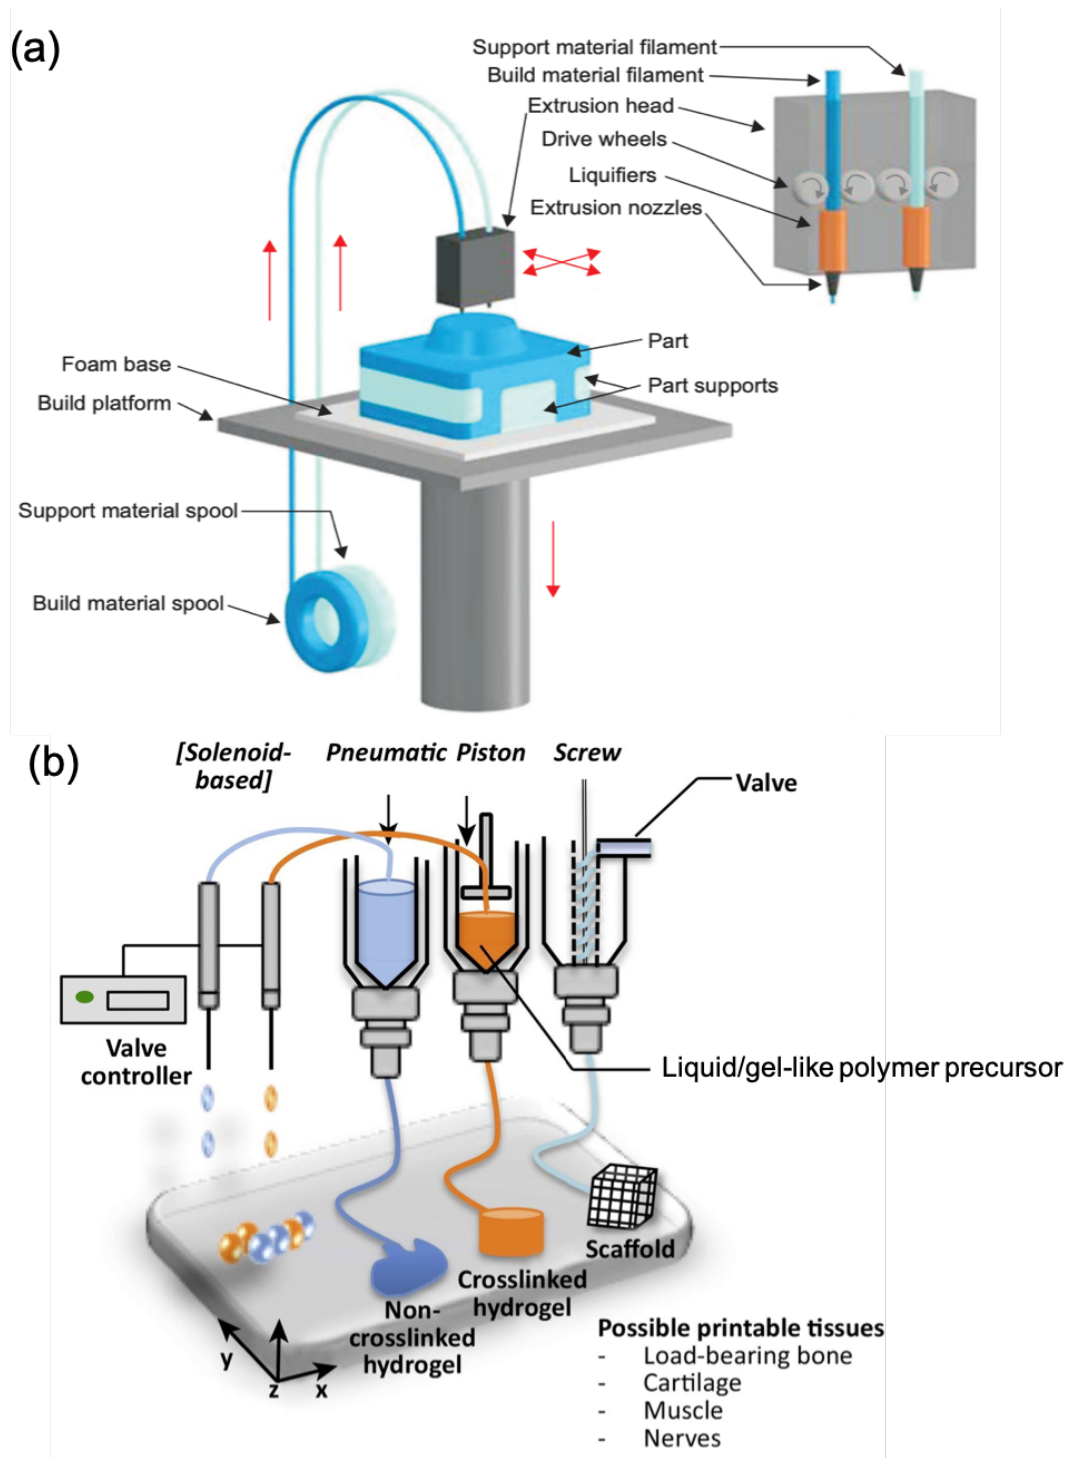 (a)
Support material filament
Build material filament
Extrusion head
Drive wheels
Liquifiers
Extrusion nozzles
Part
Foam base
Part supports
Build platform
Support material spool
Build material spool
(b)
[Solenoid-
based]
Pneumatic
Piston
Screw
Valve
Valve
controller
Liquid/gel-like polymer precursor
Scaffold
Crosslinked
hydrogel
Non-
crosslinked
hydrogel
y
z
x
Possible printable tissues
- Load-bearing bone
- Cartilage
- Muscle
- Nerves